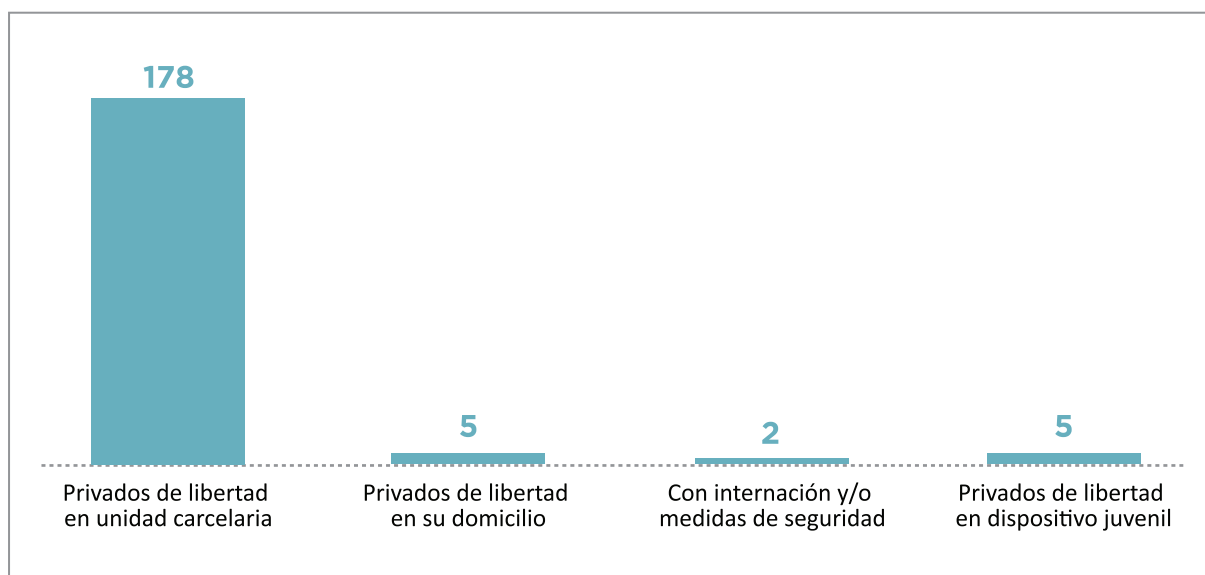 178
5
2
5
Privados de libertad
en unidad carcelaria
Privados de libertad
en su domicilio
Con internación y/o
medidas de seguridad
Privados de libertad
en dispositivo juvenil